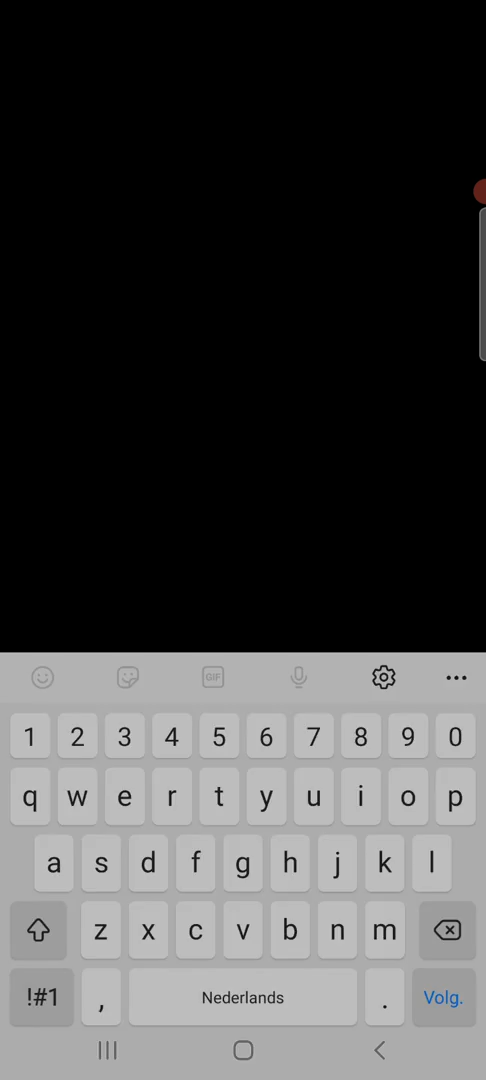 GIF
1 2 3 4 5 6 7 8 9 0
q w e r t y u i o p
a s d f g h j k l
z x c v b n m
!#1 , Nederlands . Volg.